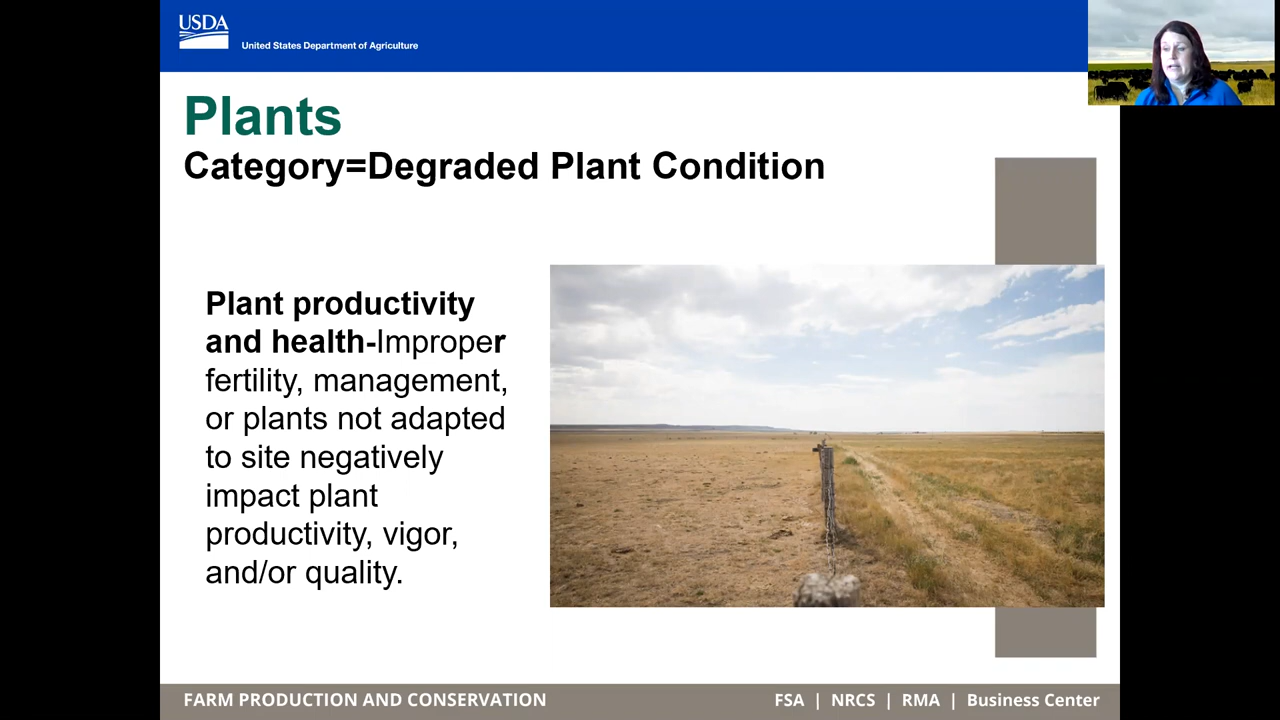 USDA
United States Department of Agriculture
Plants
Category=Degraded Plant Condition
Plant productivity
and health-Improper
fertility, management,
or plants not adapted
to site negatively
impact plant
productivity, vigor,
and/or quality.
FARM PRODUCTION AND CONSERVATION
FSA | NRCS | RMA | Business Center